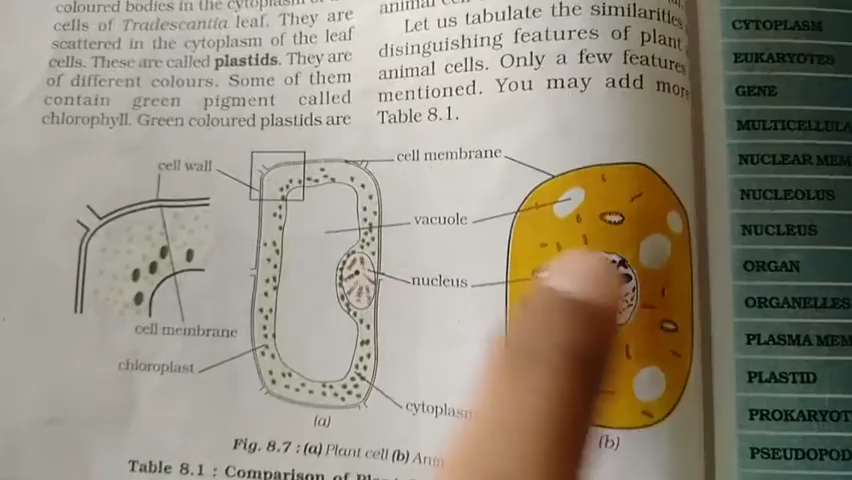 coloured bodies in the cytoplasm of
cells of Tradescantia leaf. They are
scattered in the cytoplasm of the leaf
cells. These are called plastids. They are
of different colours. Some of them
contain green pigment called
chlorophyll. Green coloured plastids are
animal
Let us tabulate the similarities
disinguishing features of plant
animal cells. Only a few features
mentioned. You may add more
Table 8.1.
cell wall
cell membrane
vacuole
nucleus
cell membrane
chloroplast
cytoplasm
(a)
(b)
Fig. 8.7 : (a) Plant cell (b) Ani
Table 8.1 : Comparison of
CYTOPLASM
EUKARYOTES
GENE
MULTICELLULA
NUCLEAR MEM
NUCLEOLUS
NUCLEUS
ORGAN
ORGANELLES
PLASMA MEM
PLASTID
PROKARYOT
PSEUDOPOD